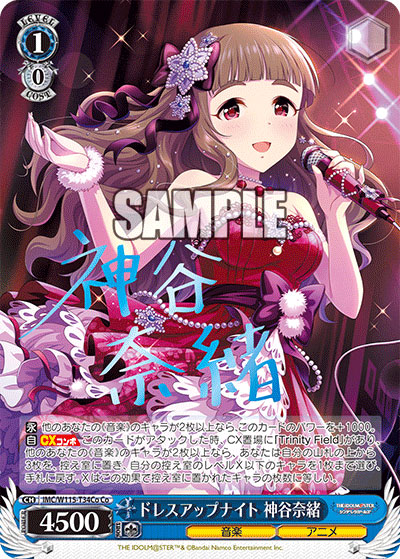 LEVEL
1
0
COST
SAMPLE
神谷
奈緒
永 他のあなたの《音楽》のキャラが2枚以上なら、このカードのパワーを+1000。
自 CXコンボ このカードがアタックした時、CX置場に「Trinity Field」があり、
他のあなたの《音楽》のキャラが2枚以上なら、あなたは自分の山札の上から
3枚を、控え室に置き、自分の控え室のレベルX以下のキャラを1枚まで選び、
手札に戻す。Xはこの効果で控え室に置かれたカードの枚数に等しい。
IMC/W115-T34CoCo
4500
ドレスアップナイト 神谷奈緒
THE IDOLM@STER
音楽
アニメ
THE IDOLM@STER™ & ©Bandai Namco Entertainment Inc.